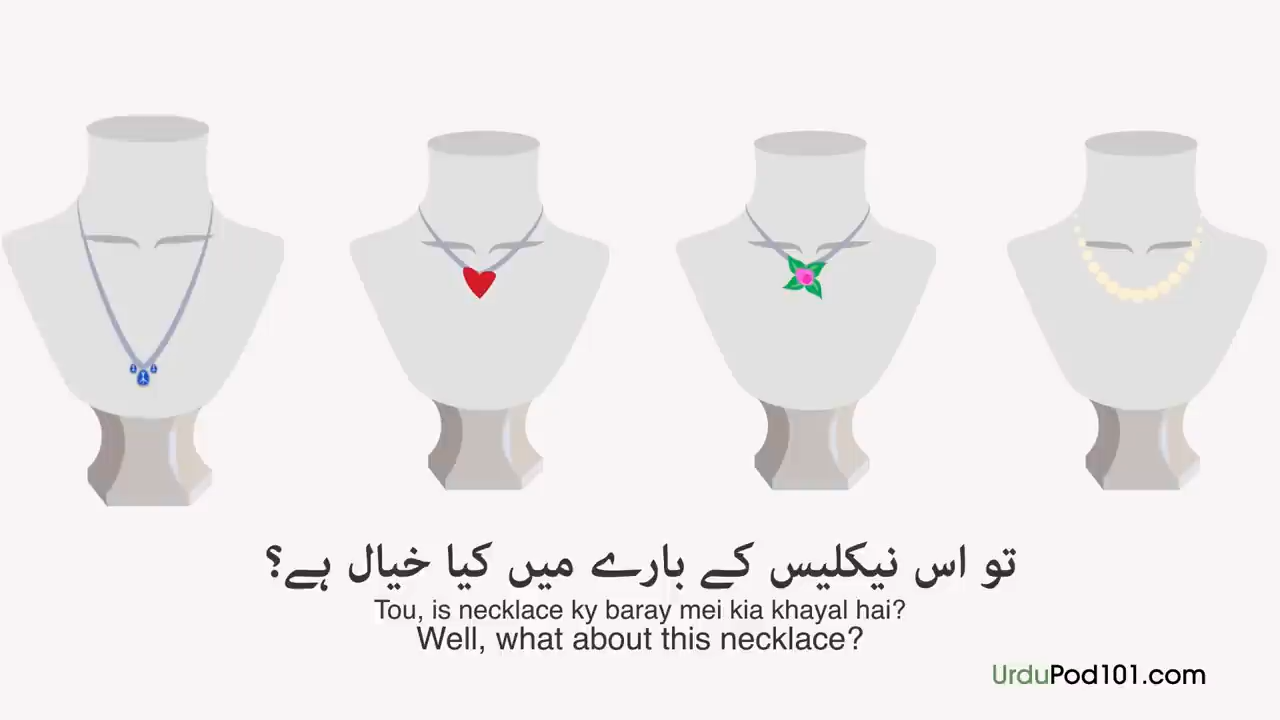 تو اس نیکلیس کے بارے میں کیا خیال ہے؟
Tou, is necklace ky baray mei kia khayal hai?
Well, what about this necklace?
UrduPod101.com